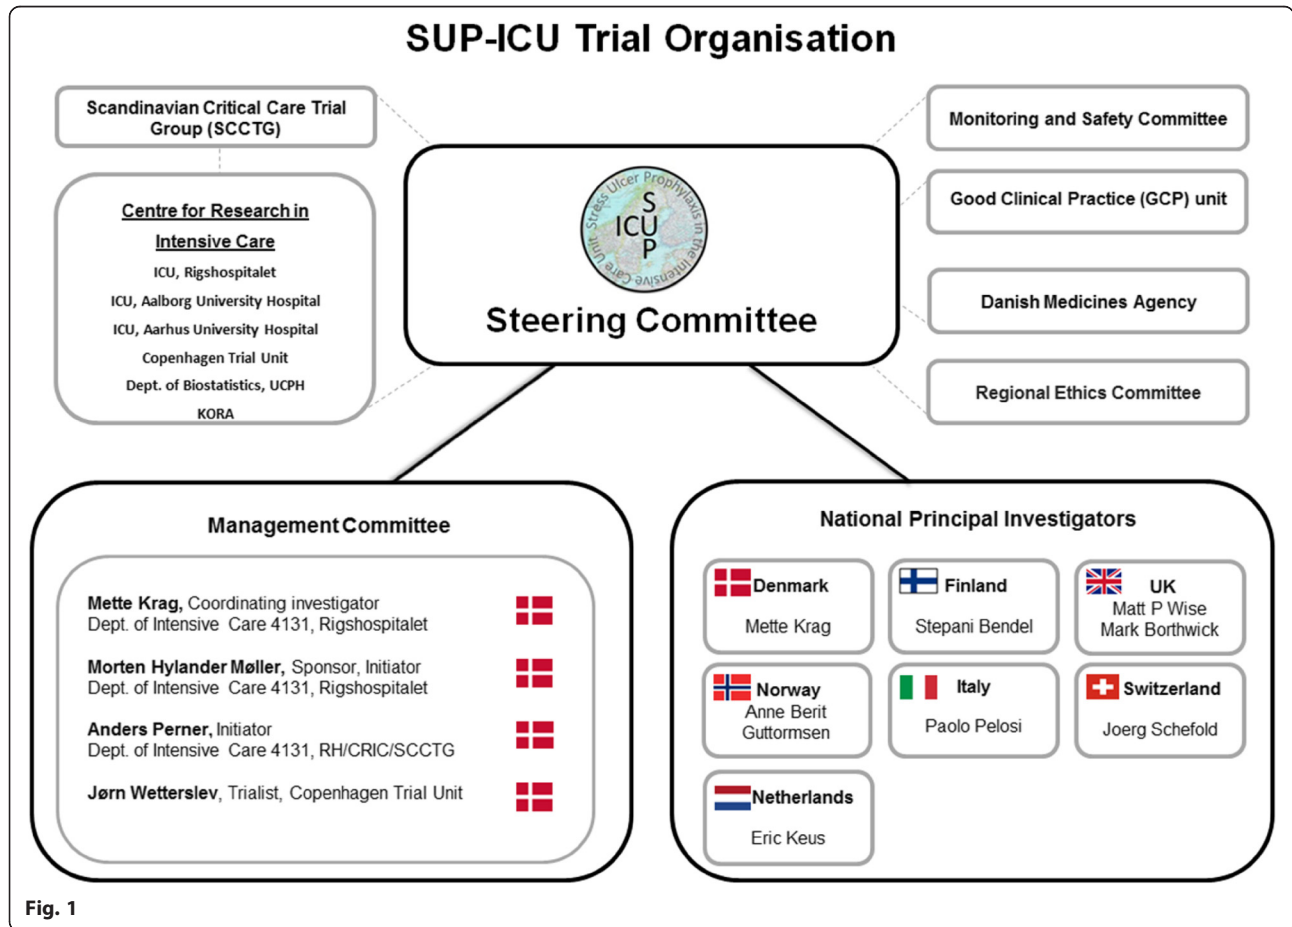 SUP-ICU Trial Organisation
Scandinavian Critical Care Trial
Group (SCCTG)
Centre for Research in
Intensive Care
ICU, Rigshospitalet
ICU, Aalborg University Hospital
ICU, Aarhus University Hospital
Copenhagen Trial Unit
Dept. of Biostatistics, UCPH
KORA
Stress Ulcer Prophylaxis in the Intensive Care Unit
S
ICU
P
Steering Committee
Monitoring and Safety Committee
Good Clinical Practice (GCP) unit
Danish Medicines Agency
Regional Ethics Committee
Management Committee
Mette Krag, Coordinating investigator
Dept. of Intensive Care 4131, Rigshospitalet
Morten Hylander Møller, Sponsor, Initiator
Dept. of Intensive Care 4131, Rigshospitalet
Anders Perner, Initiator
Dept. of Intensive Care 4131, RH/CRIC/SCCTG
Jørn Wetterslev, Trialist, Copenhagen Trial Unit
National Principal Investigators
Denmark
Mette Krag
Finland
Stepani Bendel
UK
Matt P Wise
Mark Borthwick
Norway
Anne Berit
Guttormsen
Italy
Paolo Pelosi
Switzerland
Joerg Schefold
Netherlands
Eric Keus
Fig. 1